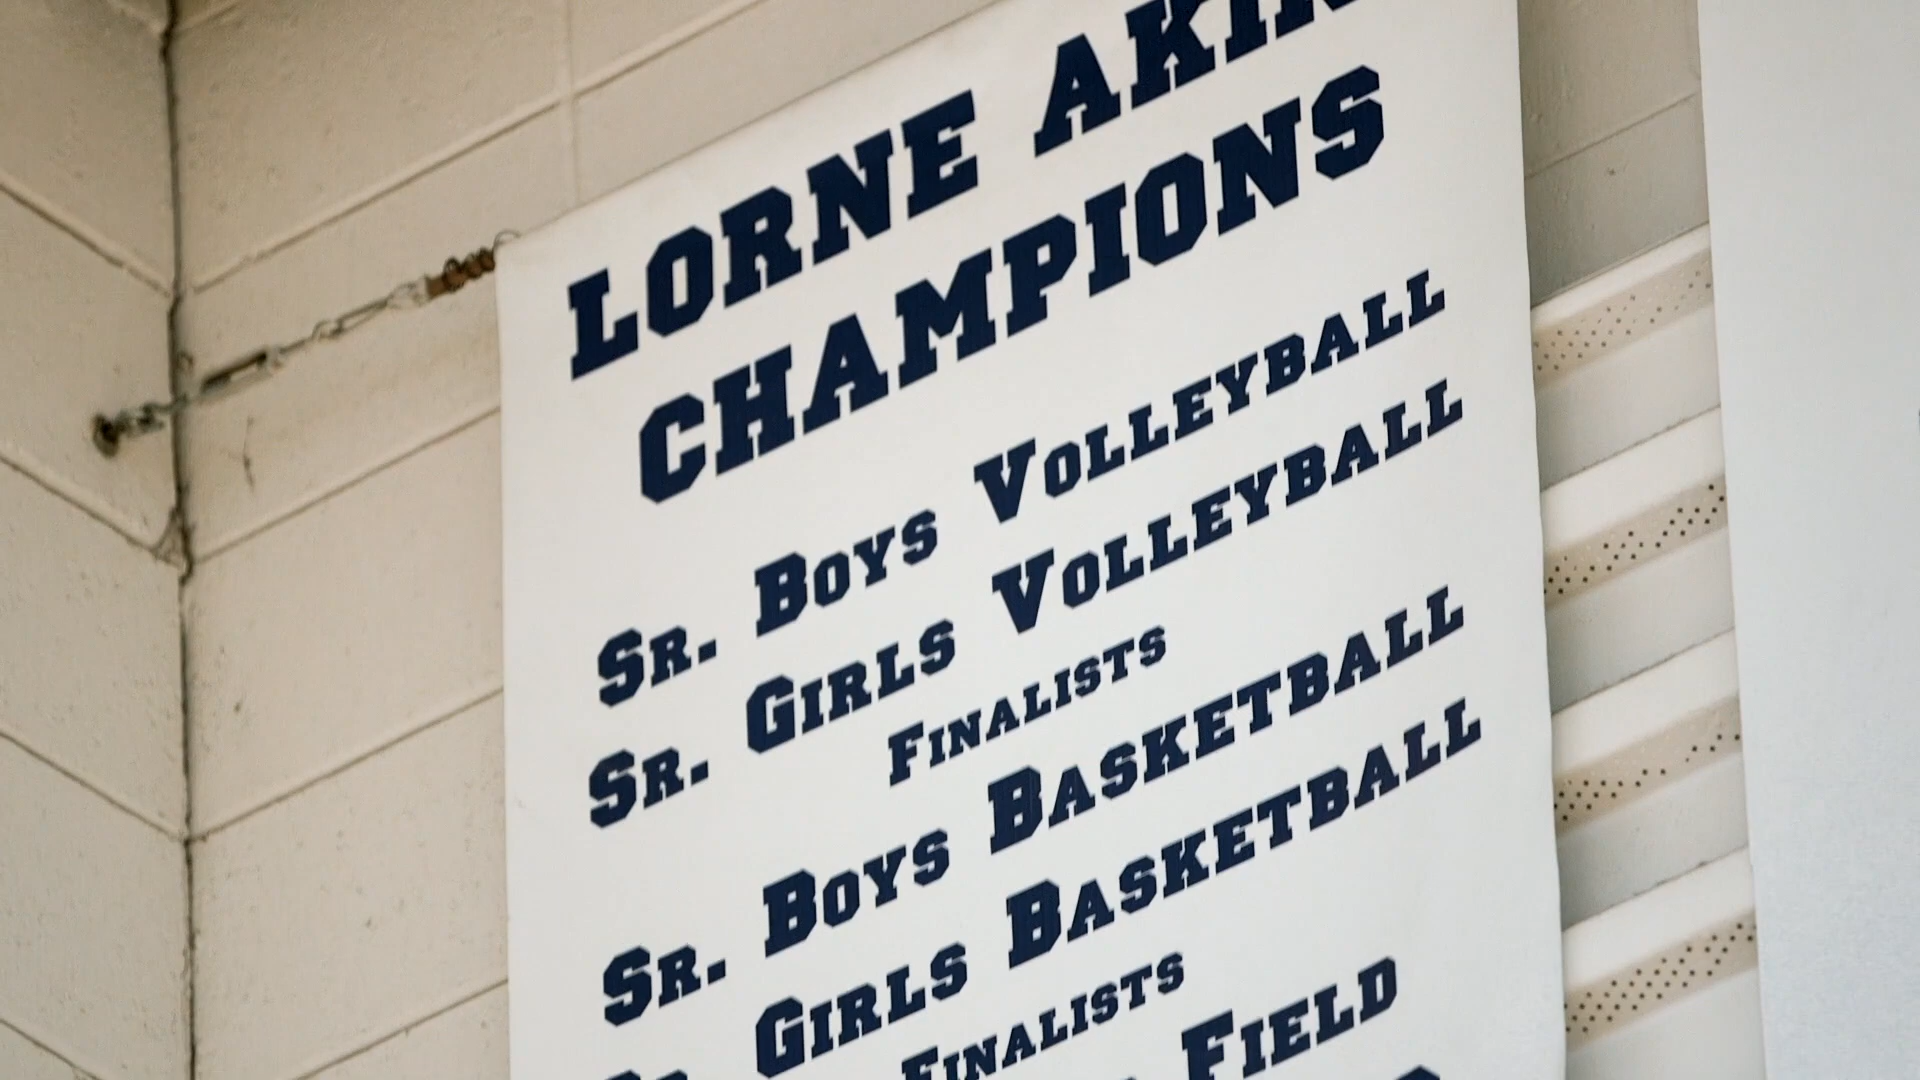 LORNE AKIN
CHAMPIONS
SR. BOYS VOLLEYBALL
SR. GIRLS VOLLEYBALL
FINALISTS
SR. BOYS BASKETBALL
SR. GIRLS BASKETBALL
FINALISTS
FIELD